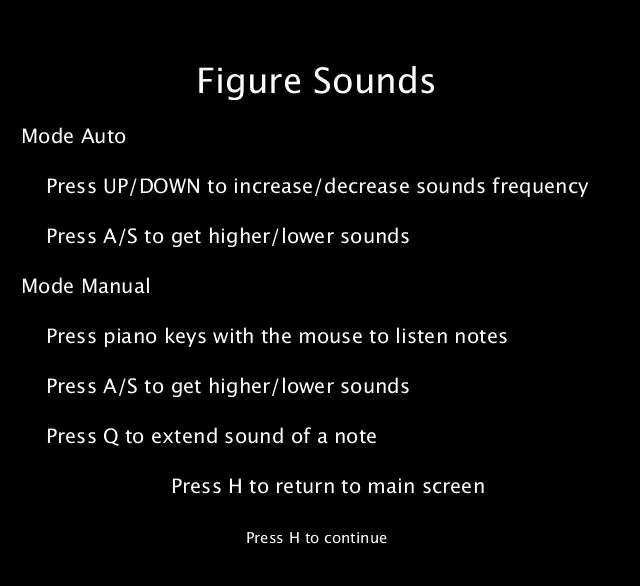 Figure Sounds
Mode Auto
Press UP/DOWN to increase/decrease sounds frequency
Press A/S to get higher/lower sounds
Mode Manual
Press piano keys with the mouse to listen notes
Press A/S to get higher/lower sounds
Press Q to extend sound of a note
Press H to return to main screen
Press H to continue